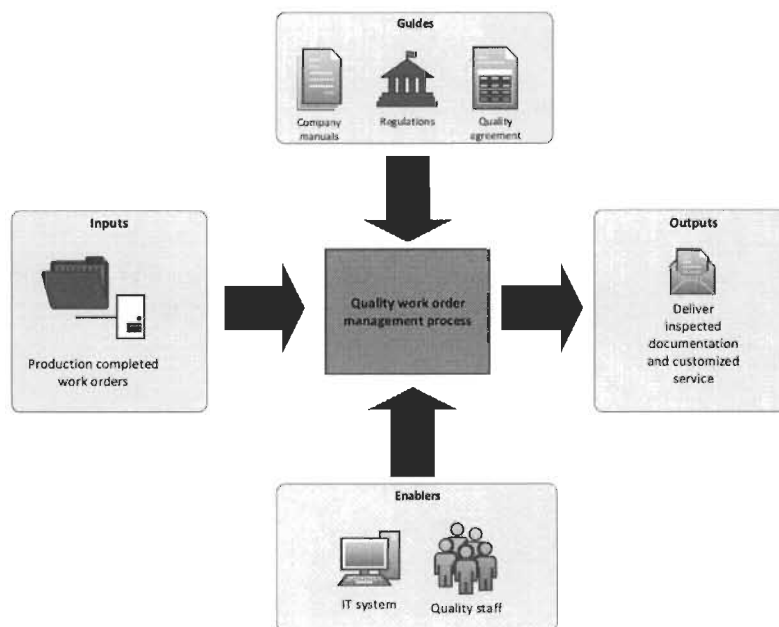 Guides
Company
manuals
Regulations
Quality
agreement
Inputs
Production completed
work orders
Quality work order
management process
Outputs
Deliver
inspected
documentation
and customized
service
Enablers
IT system
Quality staff